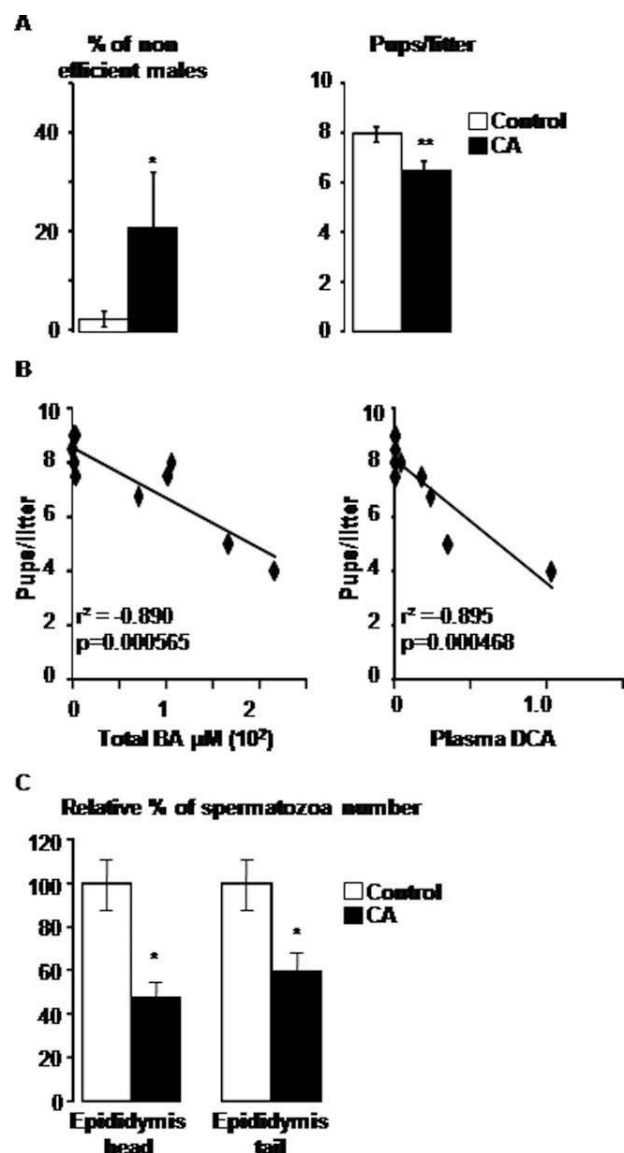 A
% of non
efficient males
40
20
0
Pups/litter
10
8
6
4
2
0
Control
CA
*
**
B
Pups/litter
10
8
6
4
2
0
r² = -0.890
p=0.000565
0 1 2
Total BA µM (10²)
Pups/litter
10
8
6
4
2
0
r² = -0.895
p=0.000468
0 1.0
Plasma DCA
C
Relative % of spermatozoa number
120
100
80
60
40
20
0
*
*
Control
CA
Epididymis
head
Epididymis
tail